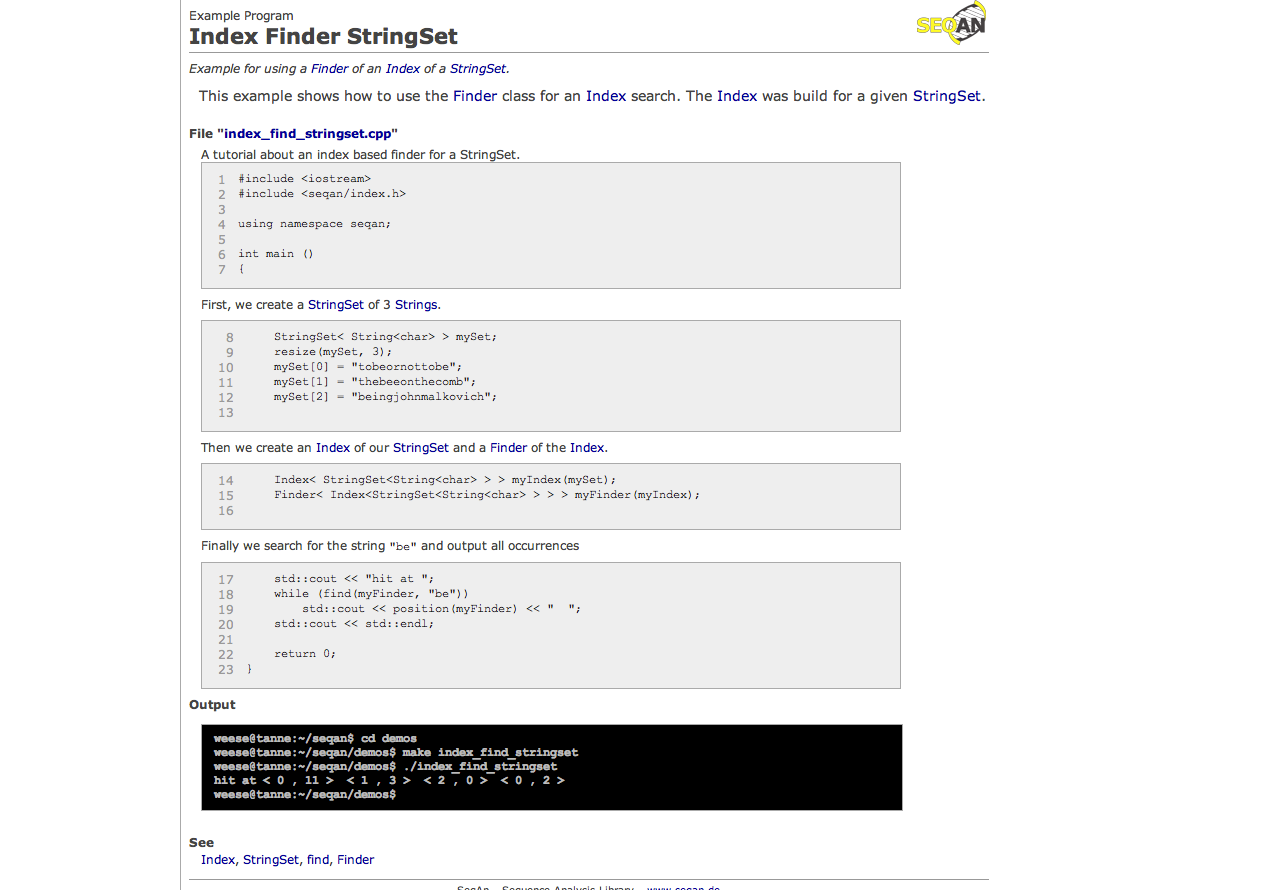 Example Program
SEQAN
Index Finder StringSet
Example for using a Finder of an Index of a StringSet.
This example shows how to use the Finder class for an Index search. The Index was build for a given StringSet.
File "index_find_stringset.cpp"
A tutorial about an index based finder for a StringSet.
1 #include <iostream>
2 #include <seqan/index.h>
3
4 using namespace seqan;
5
6 int main ()
7 {
First, we create a StringSet of 3 Strings.
8 StringSet< String<char> > mySet;
9 resize(mySet, 3);
10 mySet[0] = "tobeornottobe";
11 mySet[1] = "thebeeonthecomb";
12 mySet[2] = "beingjohnmalkovich";
13
Then we create an Index of our StringSet and a Finder of the Index.
14 Index< StringSet<String<char> > > myIndex(mySet);
15 Finder< Index<StringSet<String<char> > > > myFinder(myIndex);
16
Finally we search for the string "be" and output all occurrences
17 std::cout << "hit at ";
18 while (find(myFinder, "be"))
19 std::cout << position(myFinder) << "  ";
20 std::cout << std::endl;
21
22 return 0;
23 }
Output
weese@tanne:~/seqan$ cd demos
weese@tanne:~/seqan/demos$ make index_find_stringset
weese@tanne:~/seqan/demos$ ./index_find_stringset
hit at < 0 , 11 >  < 1 , 3 >  < 2 , 0 >  < 0 , 2 >
weese@tanne:~/seqan/demos$
See
Index, StringSet, find, Finder
SeqAn - Sequence Analysis Library - www.seqan.de